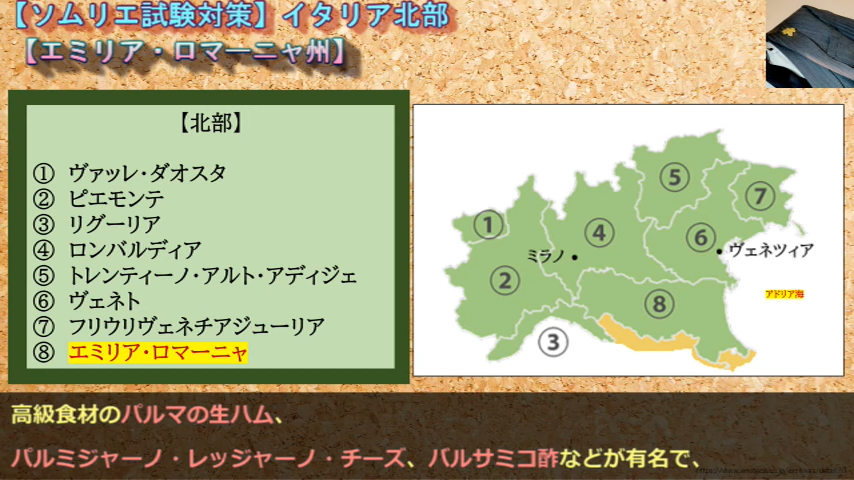 【ソムリエ試験対策】イタリア北部
【エミリア・ロマーニャ州】
【北部】
① ヴァッレ・ダオスタ
② ピエモンテ
③ リグーリア
④ ロンバルディア
⑤ トレンティーノ・アルト・アディジェ
⑥ ヴェネト
⑦ フリウリヴェネチアジューリア
⑧ エミリア・ロマーニャ
⑤
⑦
①
④
⑥
ミラノ
ヴェネツィア
②
⑧
アドリア海
③
高級食材のパルマの生ハム、
パルミジャーノ・レッジャーノ・チーズ、バルサミコ酢などが有名で、